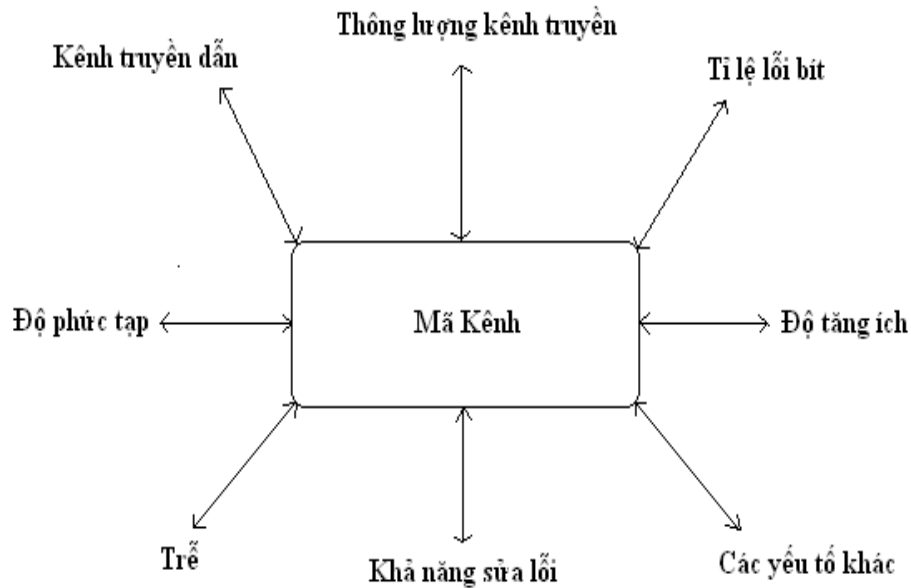 Thông lượng kênh truyền
Kênh truyền dẫn
Tỉ lệ lỗi bít
Độ phức tạp
Mã Kênh
Độ tăng ích
Trễ
Khả năng sửa lỗi
Các yếu tố khác